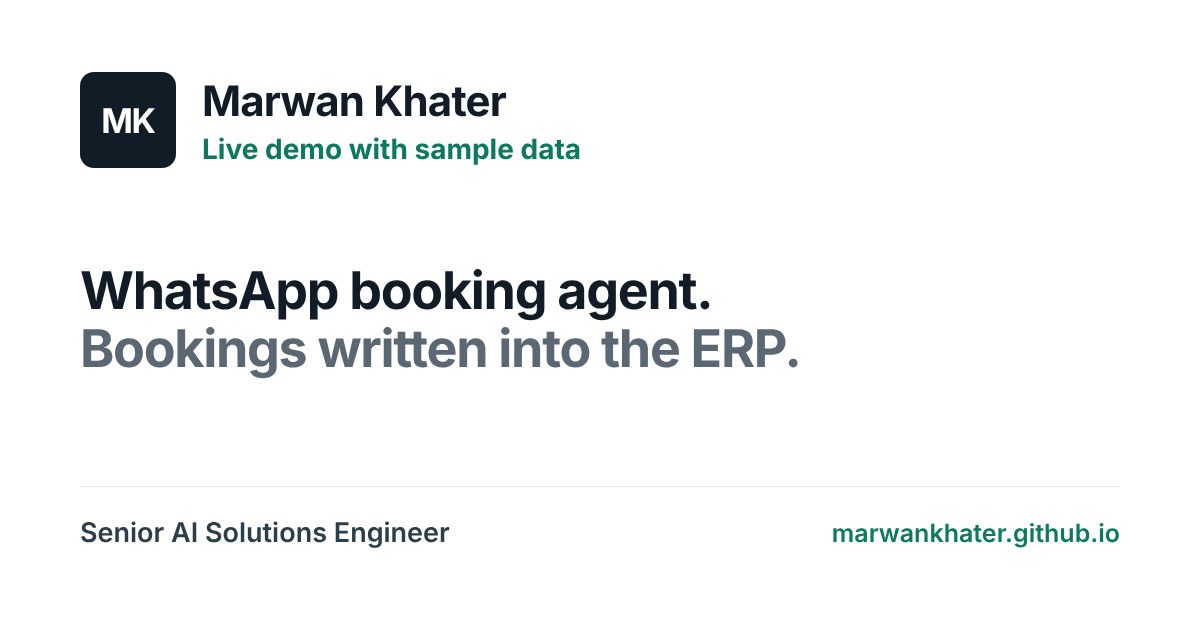 MK
Marwan Khater
Live demo with sample data
WhatsApp booking agent.
Bookings written into the ERP.
Senior AI Solutions Engineer
marwankhater.github.io